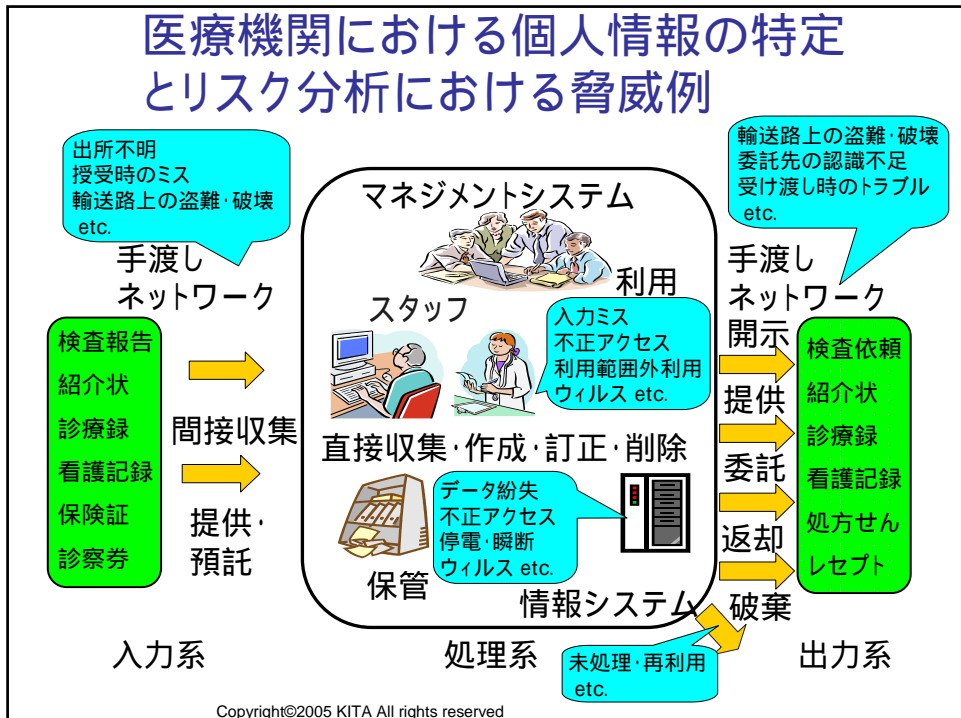 医療機関における個人情報の特定
とリスク分析における脅威例
出所不明
授受時のミス
輸送路上の盗難・破壊
etc.
手渡し
ネットワーク
検査報告
紹介状
診療録
看護記録
保険証
診察券
間接収集
提供・
預託
入力系
マネジメントシステム
利用
スタッフ
入力ミス
不正アクセス
利用範囲外利用
ウィルス etc.
直接収集・作成・訂正・削除
データ紛失
不正アクセス
停電・瞬断
ウィルス etc.
保管
情報システム
処理系
輸送路上の盗難・破壊
委託先の認識不足
受け渡し時のトラブル
etc.
手渡し
ネットワーク
開示
提供
委託
返却
破棄
検査依頼
紹介状
診療録
看護記録
処方せん
レセプト
未処理・再利用
etc.
出力系
Copyright©2005 KITA All rights reserved